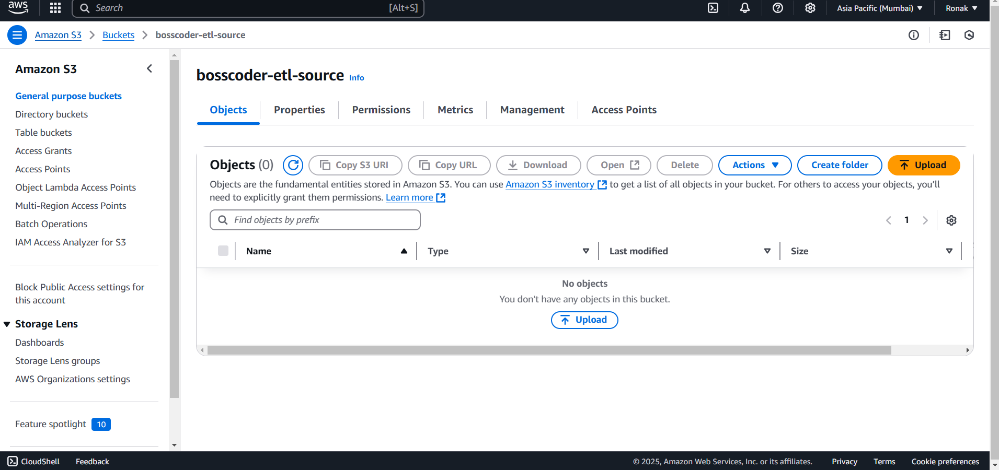 aws
Search [Alt+S]
Asia Pacific (Mumbai) Ronak
Amazon S3 Buckets bosscoder-etl-source
Amazon S3
General purpose buckets
Directory buckets
Table buckets
Access Grants
Access Points
Object Lambda Access Points
Multi-Region Access Points
Batch Operations
IAM Access Analyzer for S3
Block Public Access settings for
this account
Storage Lens
Dashboards
Storage Lens groups
AWS Organizations settings
Feature spotlight 10
bosscoder-etl-source Info
Objects Properties Permissions Metrics Management Access Points
Objects (0) Copy S3 URI Copy URL Download Open Delete Actions Create folder Upload
Objects are the fundamental entities stored in Amazon S3. You can use Amazon S3 inventory to get a list of all objects in your bucket. For others to access your objects, you’ll
need to explicitly grant them permissions. Learn more
Find objects by prefix
1
Name Type Last modified Size
No objects
You don't have any objects in this bucket.
Upload
CloudShell Feedback © 2025, Amazon Web Services, Inc. or its affiliates. Privacy Terms Cookie preferences